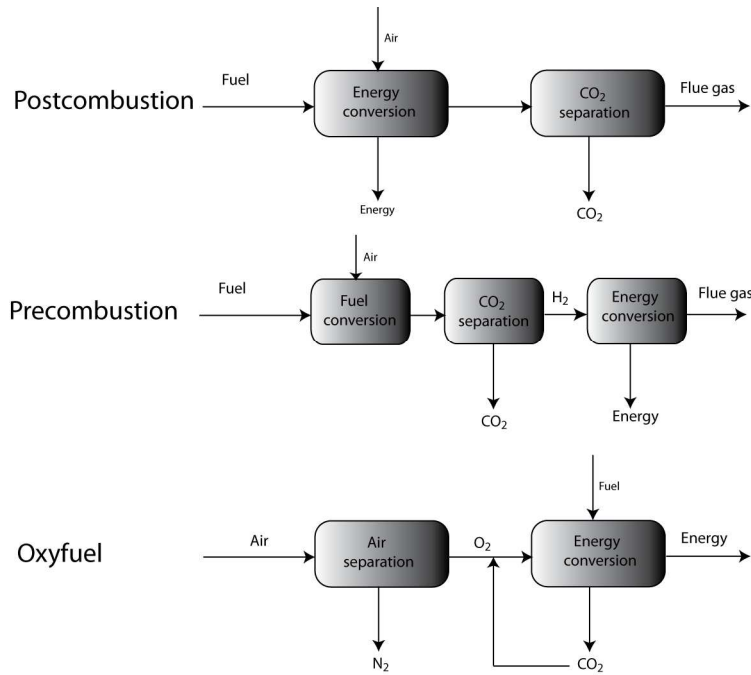 Air
Fuel
Postcombustion
Energy
conversion
CO₂
separation
Flue gas
Energy
CO₂
Air
Fuel
Precombustion
Fuel
conversion
CO₂
separation
H₂
Energy
conversion
Flue gas
CO₂
Energy
Fuel
Oxyfuel
Air
Air
separation
O₂
Energy
conversion
Energy
N₂
CO₂